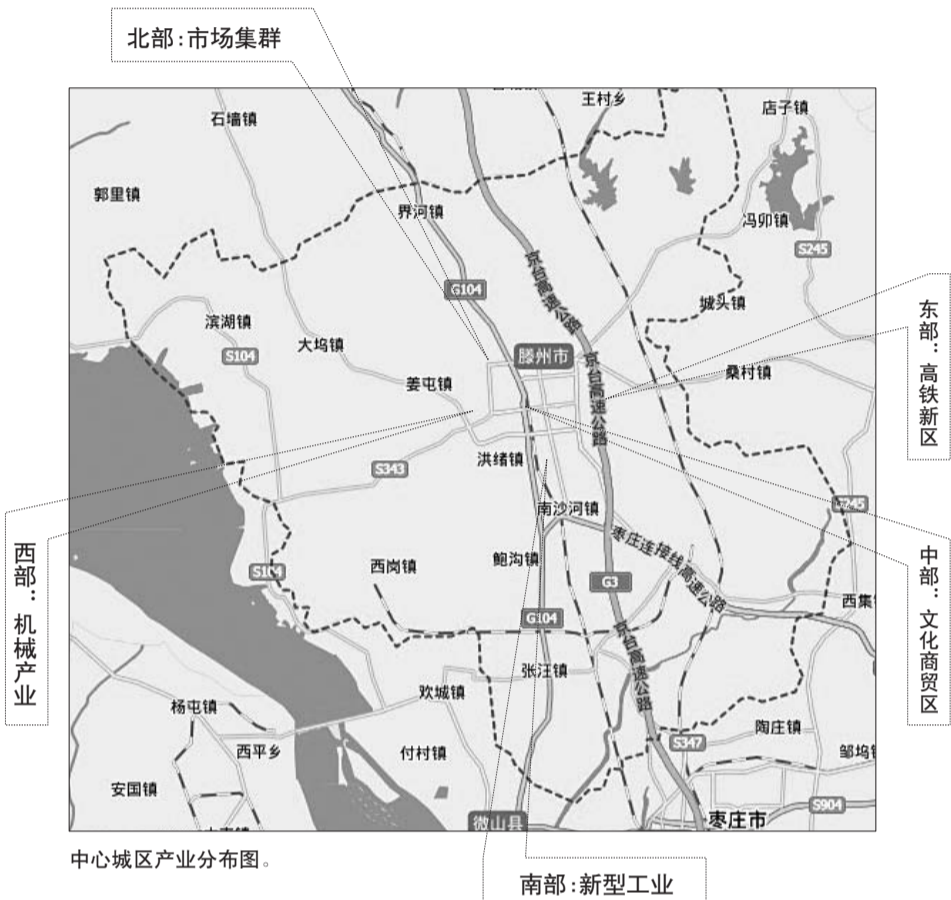 北部:市场集群
王村乡
石墙镇
店子镇
郭里镇
界河镇
冯卯镇
S245
京台高速公路
G104
城头镇
东部:高铁新区
滨湖镇
S104
大坞镇
滕州市
姜屯镇
京台高速公路
桑村镇
S343
洪绪镇
南沙河镇
S245
西部:机械产业
西岗镇
鲍沟镇
枣庄连接线高速公路
中部:文化商贸区
S104
G3
西集
G104
京台高速公路
张汪镇
欢城镇
杨屯镇
西平乡
付村镇
S347
陶庄镇
邹坞镇
安国镇
S904
微山县
枣庄市
中心城区产业分布图。
南部:新型工业